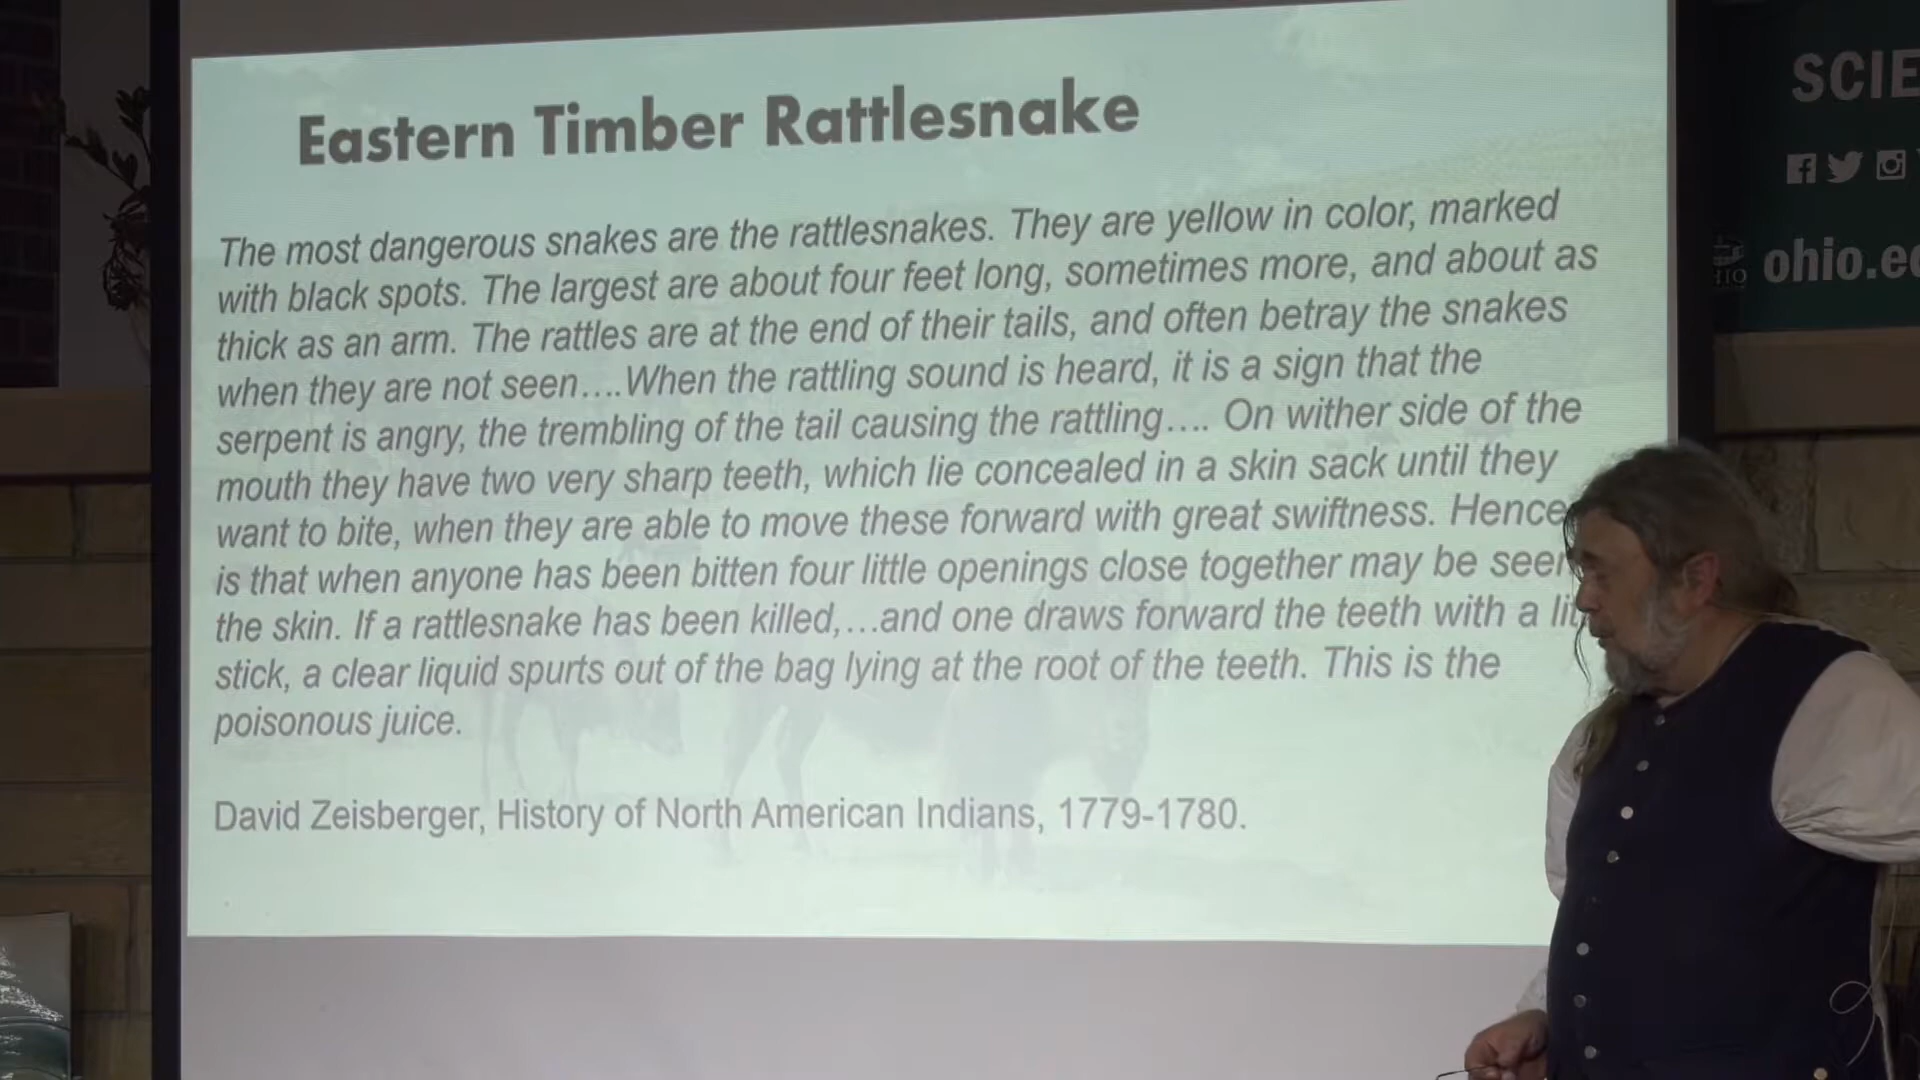 Eastern Timber Rattlesnake
The most dangerous snakes are the rattlesnakes. They are yellow in color, marked
with black spots. The largest are about four feet long, sometimes more, and about as
thick as an arm. The rattles are at the end of their tails, and often betray the snakes
when they are not seen….When the rattling sound is heard, it is a sign that the
serpent is angry, the trembling of the tail causing the rattling…. On wither side of the
mouth they have two very sharp teeth, which lie concealed in a skin sack until they
want to bite, when they are able to move these forward with great swiftness. Hence
is that when anyone has been bitten four little openings close together may be seen
the skin. If a rattlesnake has been killed,…and one draws forward the teeth with a
stick, a clear liquid spurts out of the bag lying at the root of the teeth. This is the
poisonous juice.
David Zeisberger, History of North American Indians, 1779-1780.
SCIE
ohio.e